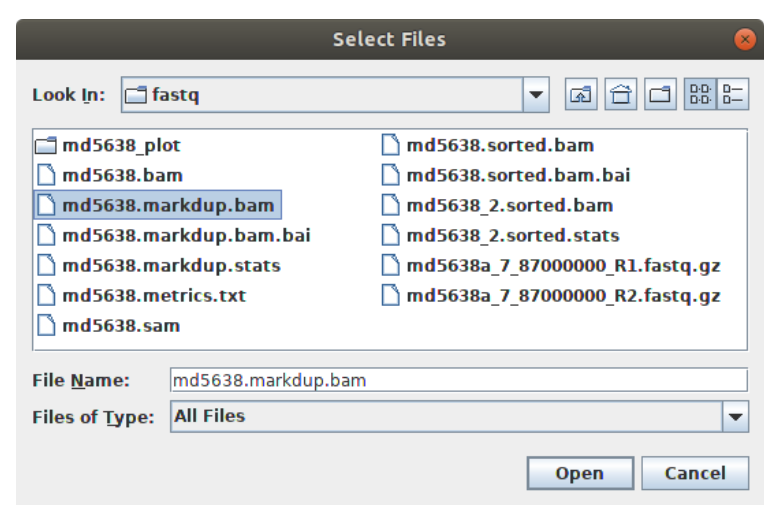 Select Files
Look In: fastq
md5638_plot
md5638.bam
md5638.markdup.bam
md5638.markdup.bam.bai
md5638.markdup.stats
md5638.metrics.txt
md5638.sam
md5638.sorted.bam
md5638.sorted.bam.bai
md5638_2.sorted.bam
md5638_2.sorted.stats
md5638a_7_87000000_R1.fastq.gz
md5638a_7_87000000_R2.fastq.gz
File Name: md5638.markdup.bam
Files of Type: All Files
Open Cancel